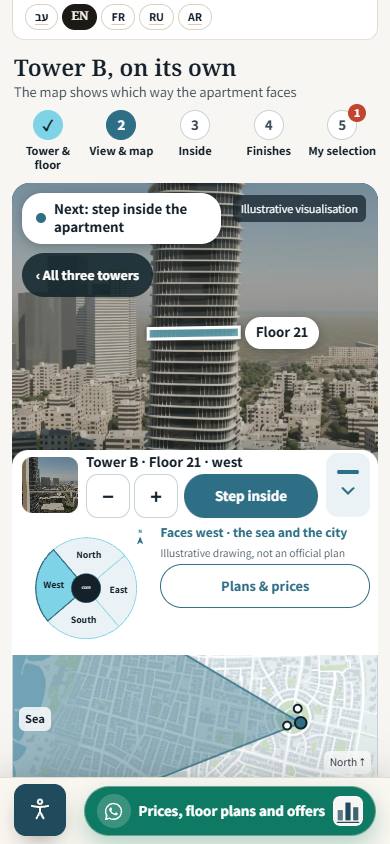 עב
EN
FR
RU
AR
Tower B, on its own
The map shows which way the apartment faces
✓
2
3
4
5
1
Tower &
floor
View & map
Inside
Finishes
My selection
Next: step inside the
apartment
Illustrative visualisation
‹ All three towers
Floor 21
Tower B · Floor 21 · west
−
+
Step inside
N
Faces west · the sea and the city
Illustrative drawing, not an official plan
Plans & prices
North
West
East
South
Sea
North ↑
Prices, floor plans and offers